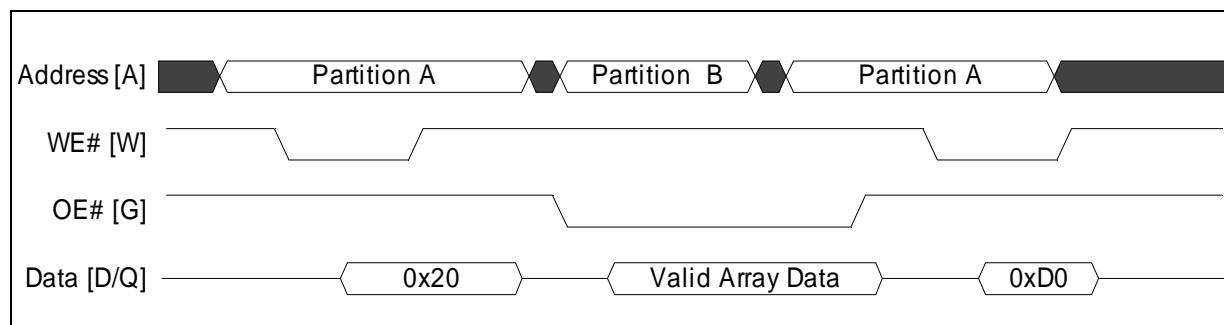 Address [A] Partition A Partition B Partition A
WE# [W]
OE# [G]
Data [D/Q] 0x20 Valid Array Data 0xD0